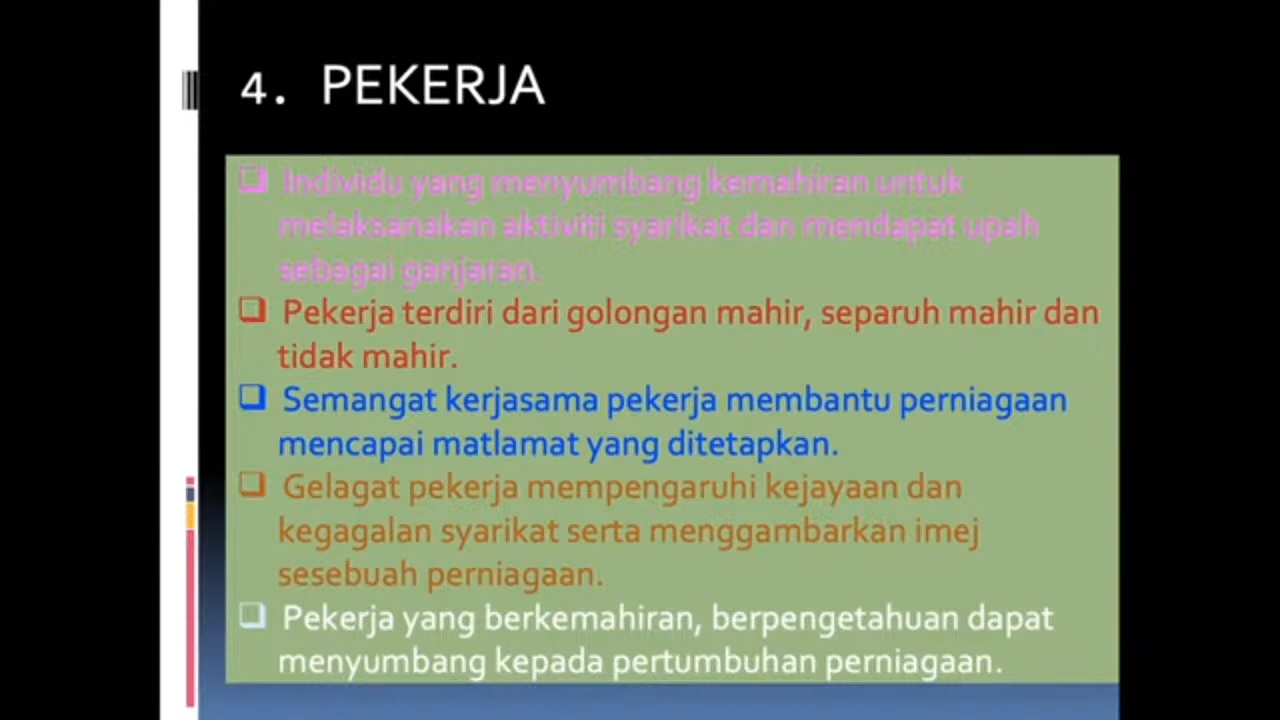 4. PEKERJA
Individu yang menyumbang kemahiran untuk
melaksanakan aktiviti syarikat dan mendapat upah
sebagai ganjaran.
Pekerja terdiri dari golongan mahir, separuh mahir dan
tidak mahir.
Semangat kerjasama pekerja membantu perniagaan
mencapai matlamat yang ditetapkan.
Gelagat pekerja mempengaruhi kejayaan dan
kegagalan syarikat serta menggambarkan imej
sesebuah perniagaan.
Pekerja yang berkemahiran, berpengetahuan dapat
menyumbang kepada pertumbuhan perniagaan.